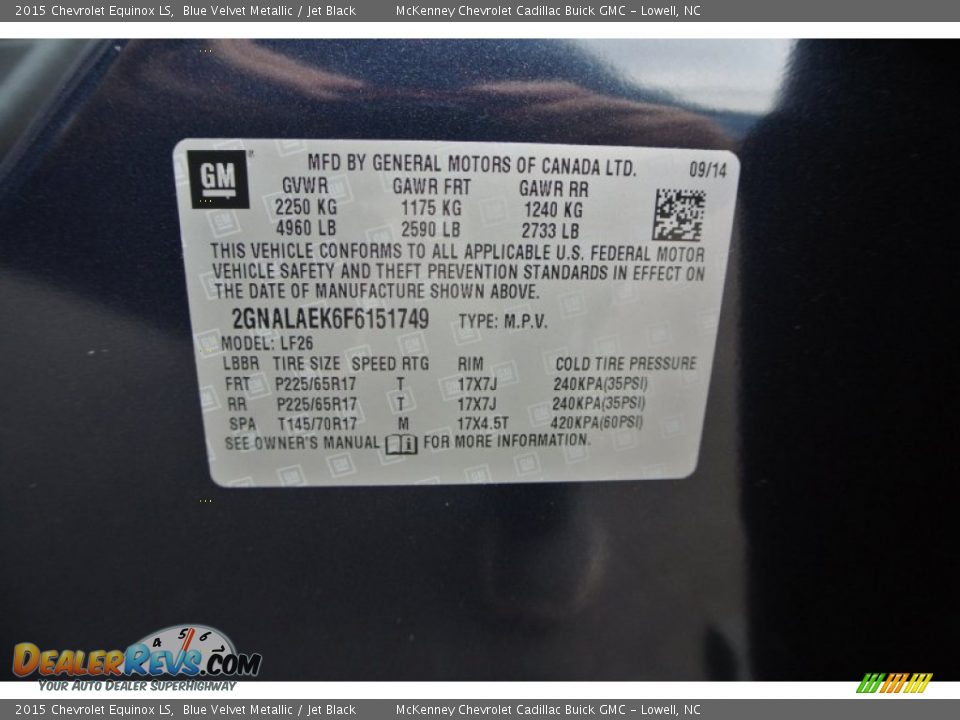 2015 Chevrolet Equinox LS, Blue Velvet Metallic / Jet Black McKenney Chevrolet Cadillac Buick GMC – Lowell, NC
GM MFD BY GENERAL MOTORS OF CANADA LTD. 09/14
GVWR GAWR FRT GAWR RR
2250 KG 1175 KG 1240 KG
4960 LB 2590 LB 2733 LB
THIS VEHICLE CONFORMS TO ALL APPLICABLE U.S. FEDERAL MOTOR
VEHICLE SAFETY AND THEFT PREVENTION STANDARDS IN EFFECT ON
THE DATE OF MANUFACTURE SHOWN ABOVE.
2GNALAEK6F6151749 TYPE: M.P.V.
MODEL: LF26
LBBR TIRE SIZE SPEED RTG RIM COLD TIRE PRESSURE
FRT P225/65R17 T 17X7J 240KPA(35PSI)
RR P225/65R17 T 17X7J 240KPA(35PSI)
SPA T145/70R17 M 17X4.5T 420KPA(60PSI)
SEE OWNER'S MANUAL i FOR MORE INFORMATION.
4 5 6
DEALERREVS.COM
YOUR AUTO DEALER SUPERHIGHWAY
2015 Chevrolet Equinox LS, Blue Velvet Metallic / Jet Black McKenney Chevrolet Cadillac Buick GMC – Lowell, NC